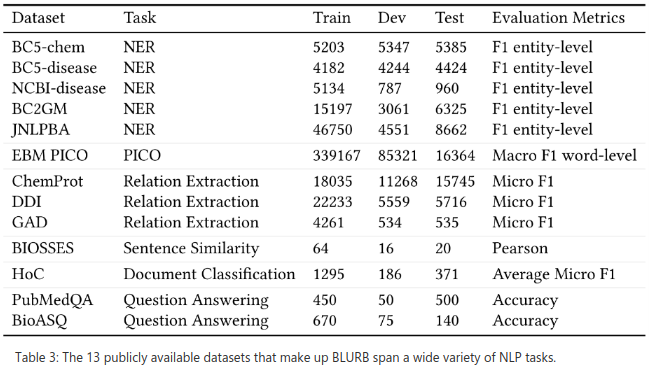 Dataset Task Train Dev Test Evaluation Metrics
BC5-chem NER 5203 5347 5385 F1 entity-level
BC5-disease NER 4182 4244 4424 F1 entity-level
NCBI-disease NER 5134 787 960 F1 entity-level
BC2GM NER 15197 3061 6325 F1 entity-level
JNLPBA NER 46750 4551 8662 F1 entity-level
EBM PICO PICO 339167 85321 16364 Macro F1 word-level
ChemProt Relation Extraction 18035 11268 15745 Micro F1
DDI Relation Extraction 22233 5559 5716 Micro F1
GAD Relation Extraction 4261 534 535 Micro F1
BIOSSES Sentence Similarity 64 16 20 Pearson
HoC Document Classification 1295 186 371 Average Micro F1
PubMedQA Question Answering 450 50 500 Accuracy
BioASQ Question Answering 670 75 140 Accuracy
Table 3: The 13 publicly available datasets that make up BLURB span a wide variety of NLP tasks.